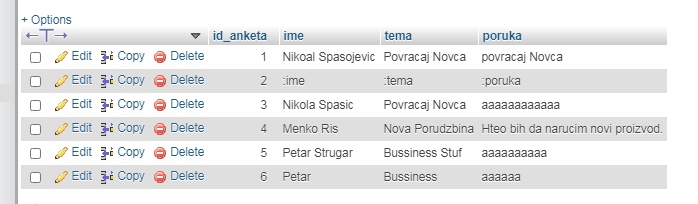 + Options
←T→ id_anketa ime tema poruka
Edit Copy Delete 1 Nikoal Spasojevic Povracaj Novca povracaj Novca
Edit Copy Delete 2 :ime :tema :poruka
Edit Copy Delete 3 Nikola Spasic Povracaj Novca aaaaaaaaaaaa
Edit Copy Delete 4 Menko Ris Nova Porudzbina Hteo bih da narucim novi proizvod.
Edit Copy Delete 5 Petar Strugar Bussiness Stuf aaaaaaaaaa
Edit Copy Delete 6 Petar Bussiness aaaaaa